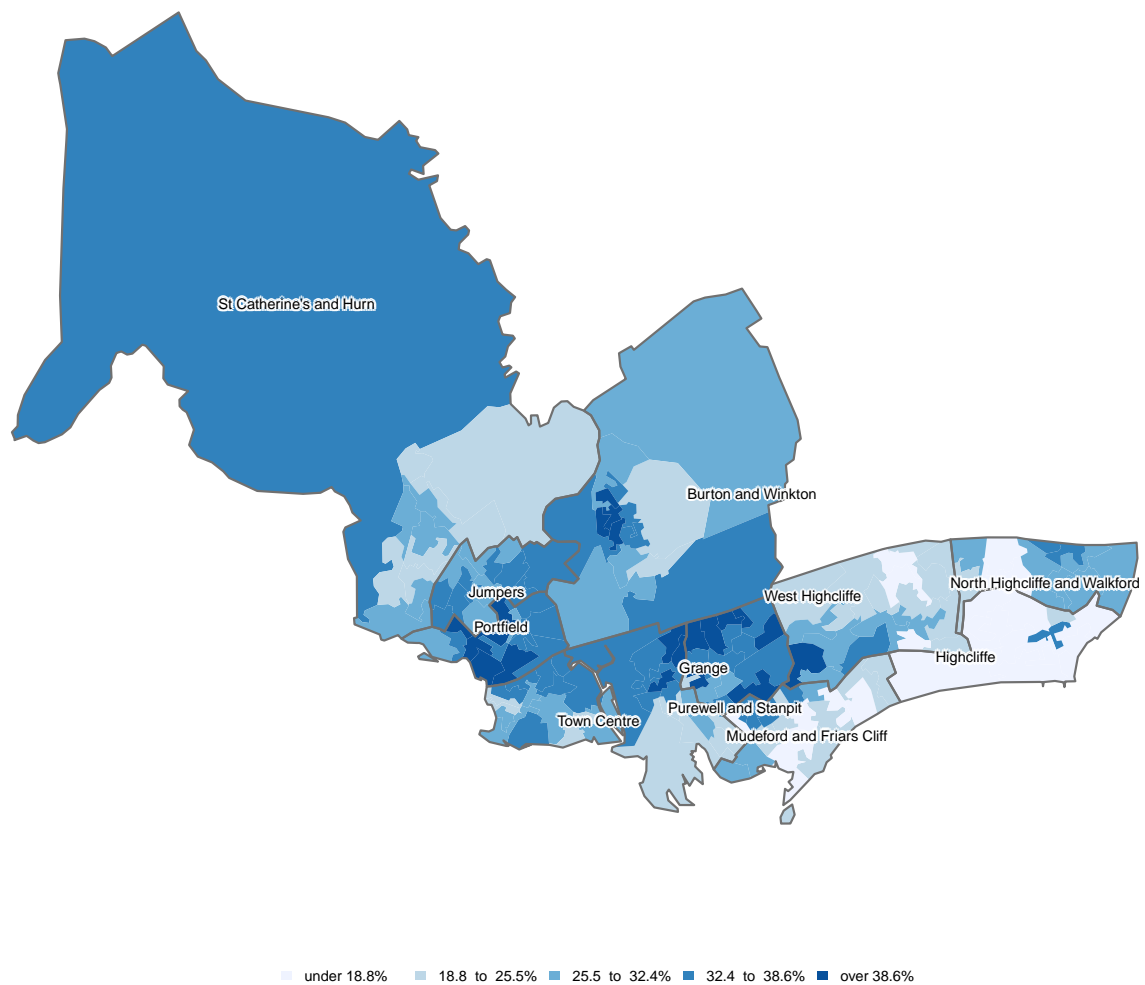 St Catherine's and Hurn
Burton and Winkton
North Highcliffe and Walkford
Jumpers
West Highcliffe
Portfield
Highcliffe
Grange
Purewell and Stanpit
Town Centre
Mudeford and Friars Cliff
under 18.8% 18.8 to 25.5% 25.5 to 32.4% 32.4 to 38.6% over 38.6%